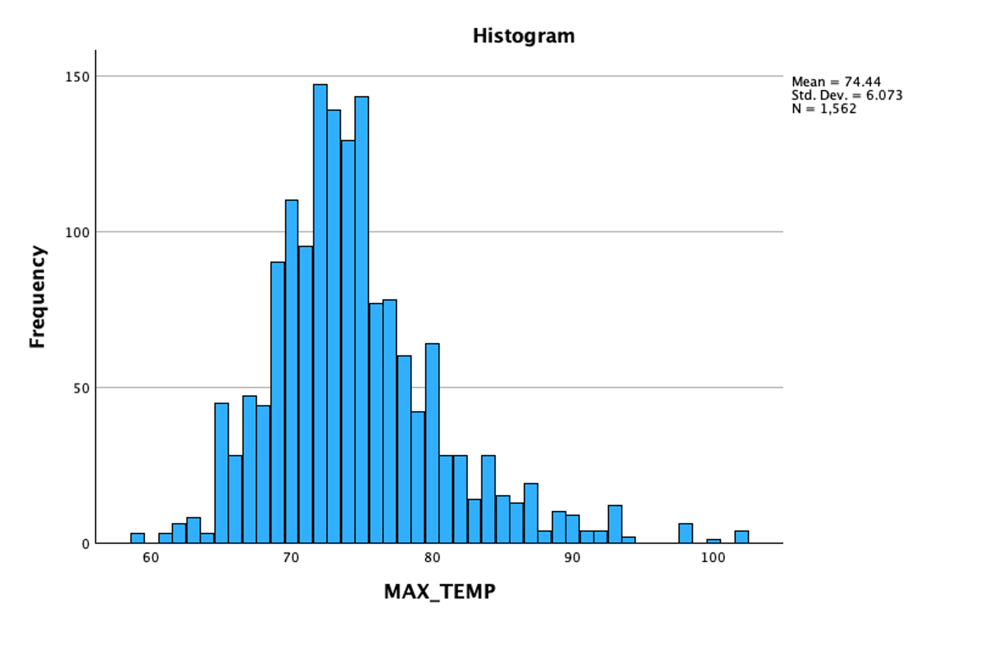 Histogram
150
100
50
0
Frequency
60 70 80 90 100
MAX_TEMP
Mean = 74.44
Std. Dev. = 6.073
N = 1,562